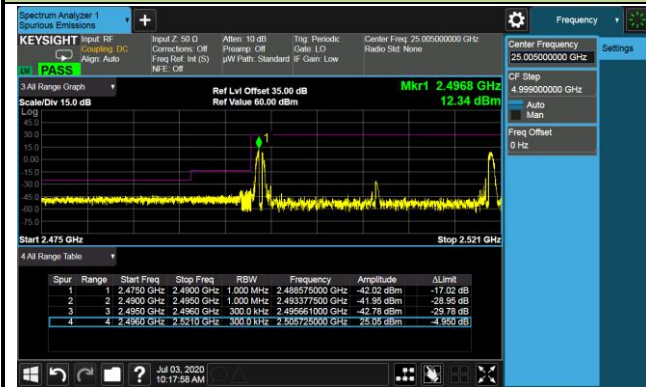 Spectrum Analyzer 1
Spurious Emissions
Frequency
KEYSIGHT Input: RF Input Z: 50 Ω Atten: 10 dB Trig: Periodic Center Freq: 25.005000000 GHz
Coupling: DC Corrections: Off Preamp: Off Gate: LO Radio Std: None
Align: Auto Freq Ref: Int (S) µW Path: Standard IF Gain: Low
NFE: Off
PASS
Center Frequency
25.005000000 GHz
Settings
CF Step
4.999000000 GHz
Auto
Man
Freq Offset
0 Hz
3 All Range Graph
Ref Lvl Offset 35.00 dB
Mkr1 2.4968 GHz
Scale/Div 15.0 dB
Ref Value 60.00 dBm
12.34 dBm
Log
45.0
30.0
15.0
0.00
-15.0
-30.0
-45.0
-60.0
-75.0
1
Start 2.475 GHz
Stop 2.521 GHz
4 All Range Table
Spur Range Start Freq Stop Freq RBW Frequency Amplitude ΔLimit
1 1 2.4750 GHz 2.4900 GHz 1.000 MHz 2.488575000 GHz -42.02 dBm -17.02 dB
2 2 2.4900 GHz 2.4950 GHz 1.000 MHz 2.493377500 GHz -41.95 dBm -28.95 dB
3 3 2.4950 GHz 2.4960 GHz 300.0 kHz 2.495661000 GHz -42.78 dBm -29.78 dB
4 4 2.4960 GHz 2.5210 GHz 300.0 kHz 2.505725000 GHz 25.05 dBm -4.950 dB
?
Jul 03, 2020
10:17:58 AM